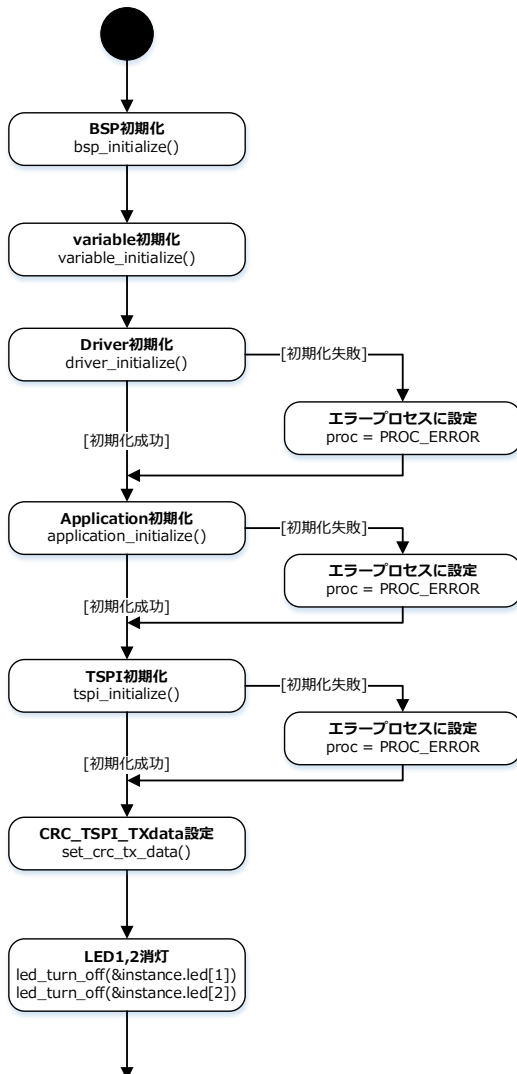 BSP初期化
bsp_initialize()
variable初期化
variable_initialize()
Driver初期化
driver_initialize()
[初期化失敗]
エラープロセスに設定
proc = PROC_ERROR
[初期化成功]
Application初期化
application_initialize()
[初期化失敗]
エラープロセスに設定
proc = PROC_ERROR
[初期化成功]
TSPI初期化
tspi_initialize()
[初期化失敗]
エラープロセスに設定
proc = PROC_ERROR
[初期化成功]
CRC_TSPI_TXdata設定
set_crc_tx_data()
LED1,2消灯
led_turn_off(&instance.led[1])
led_turn_off(&instance.led[2])